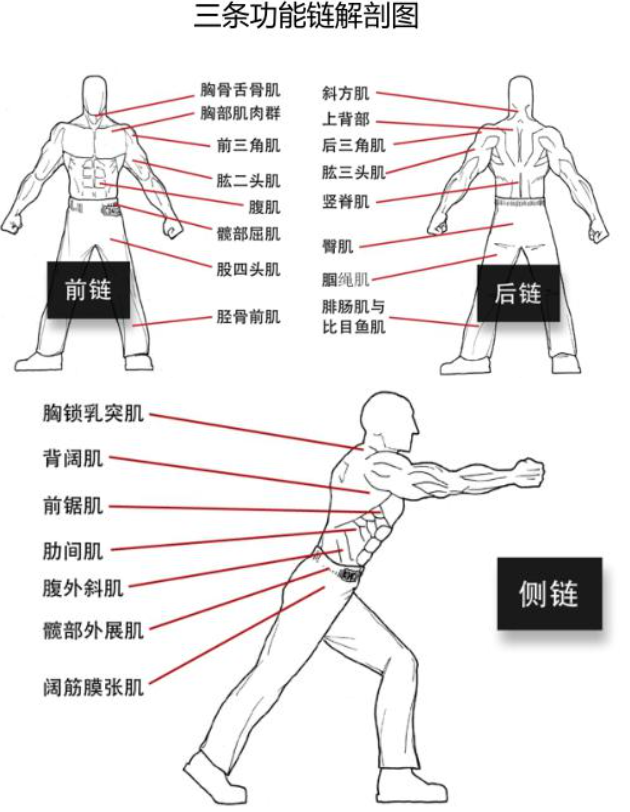 三条功能链解剖图
胸骨舌骨肌
胸部肌肉群
前三角肌
肱二头肌
腹肌
髋部屈肌
股四头肌
胫骨前肌
前链
斜方肌
上背部
后三角肌
肱三头肌
竖脊肌
臀肌
腘绳肌
腓肠肌与
比目鱼肌
后链
胸锁乳突肌
背阔肌
前锯肌
肋间肌
腹外斜肌
髋部外展肌
阔筋膜张肌
侧链